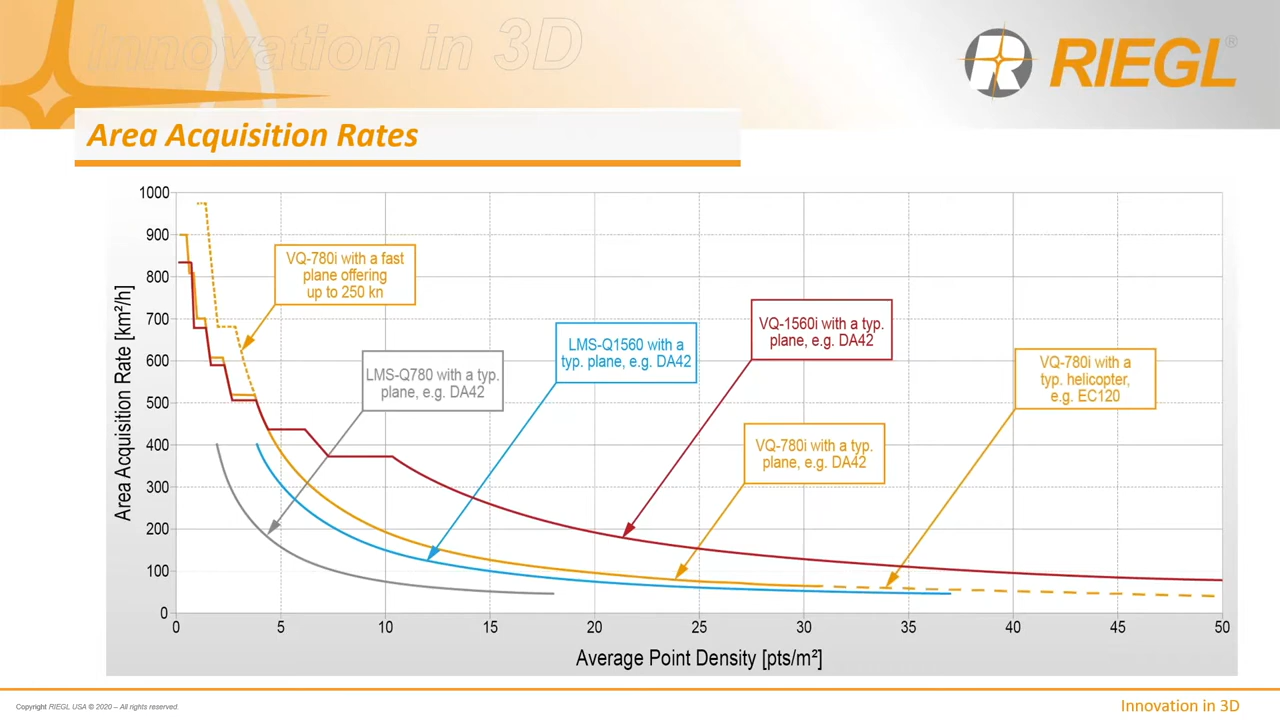 Innovation in 3D
RIEGL®
Area Acquisition Rates
1000
900
800
700
600
500
400
300
200
100
0
Area Acquisition Rate [km²/h]
VQ-780i with a fast
plane offering
up to 250 kn
LMS-Q780 with a typ.
plane, e.g. DA42
LMS-Q1560 with a
typ. plane, e.g. DA42
VQ-1560i with a typ.
plane, e.g. DA42
VQ-780i with a typ.
plane, e.g. DA42
VQ-780i with a
typ. helicopter,
e.g. EC120
0 5 10 15 20 25 30 35 40 45 50
Average Point Density [pts/m²]
Copyright RIEGL USA © 2020 – All rights reserved.
Innovation in 3D